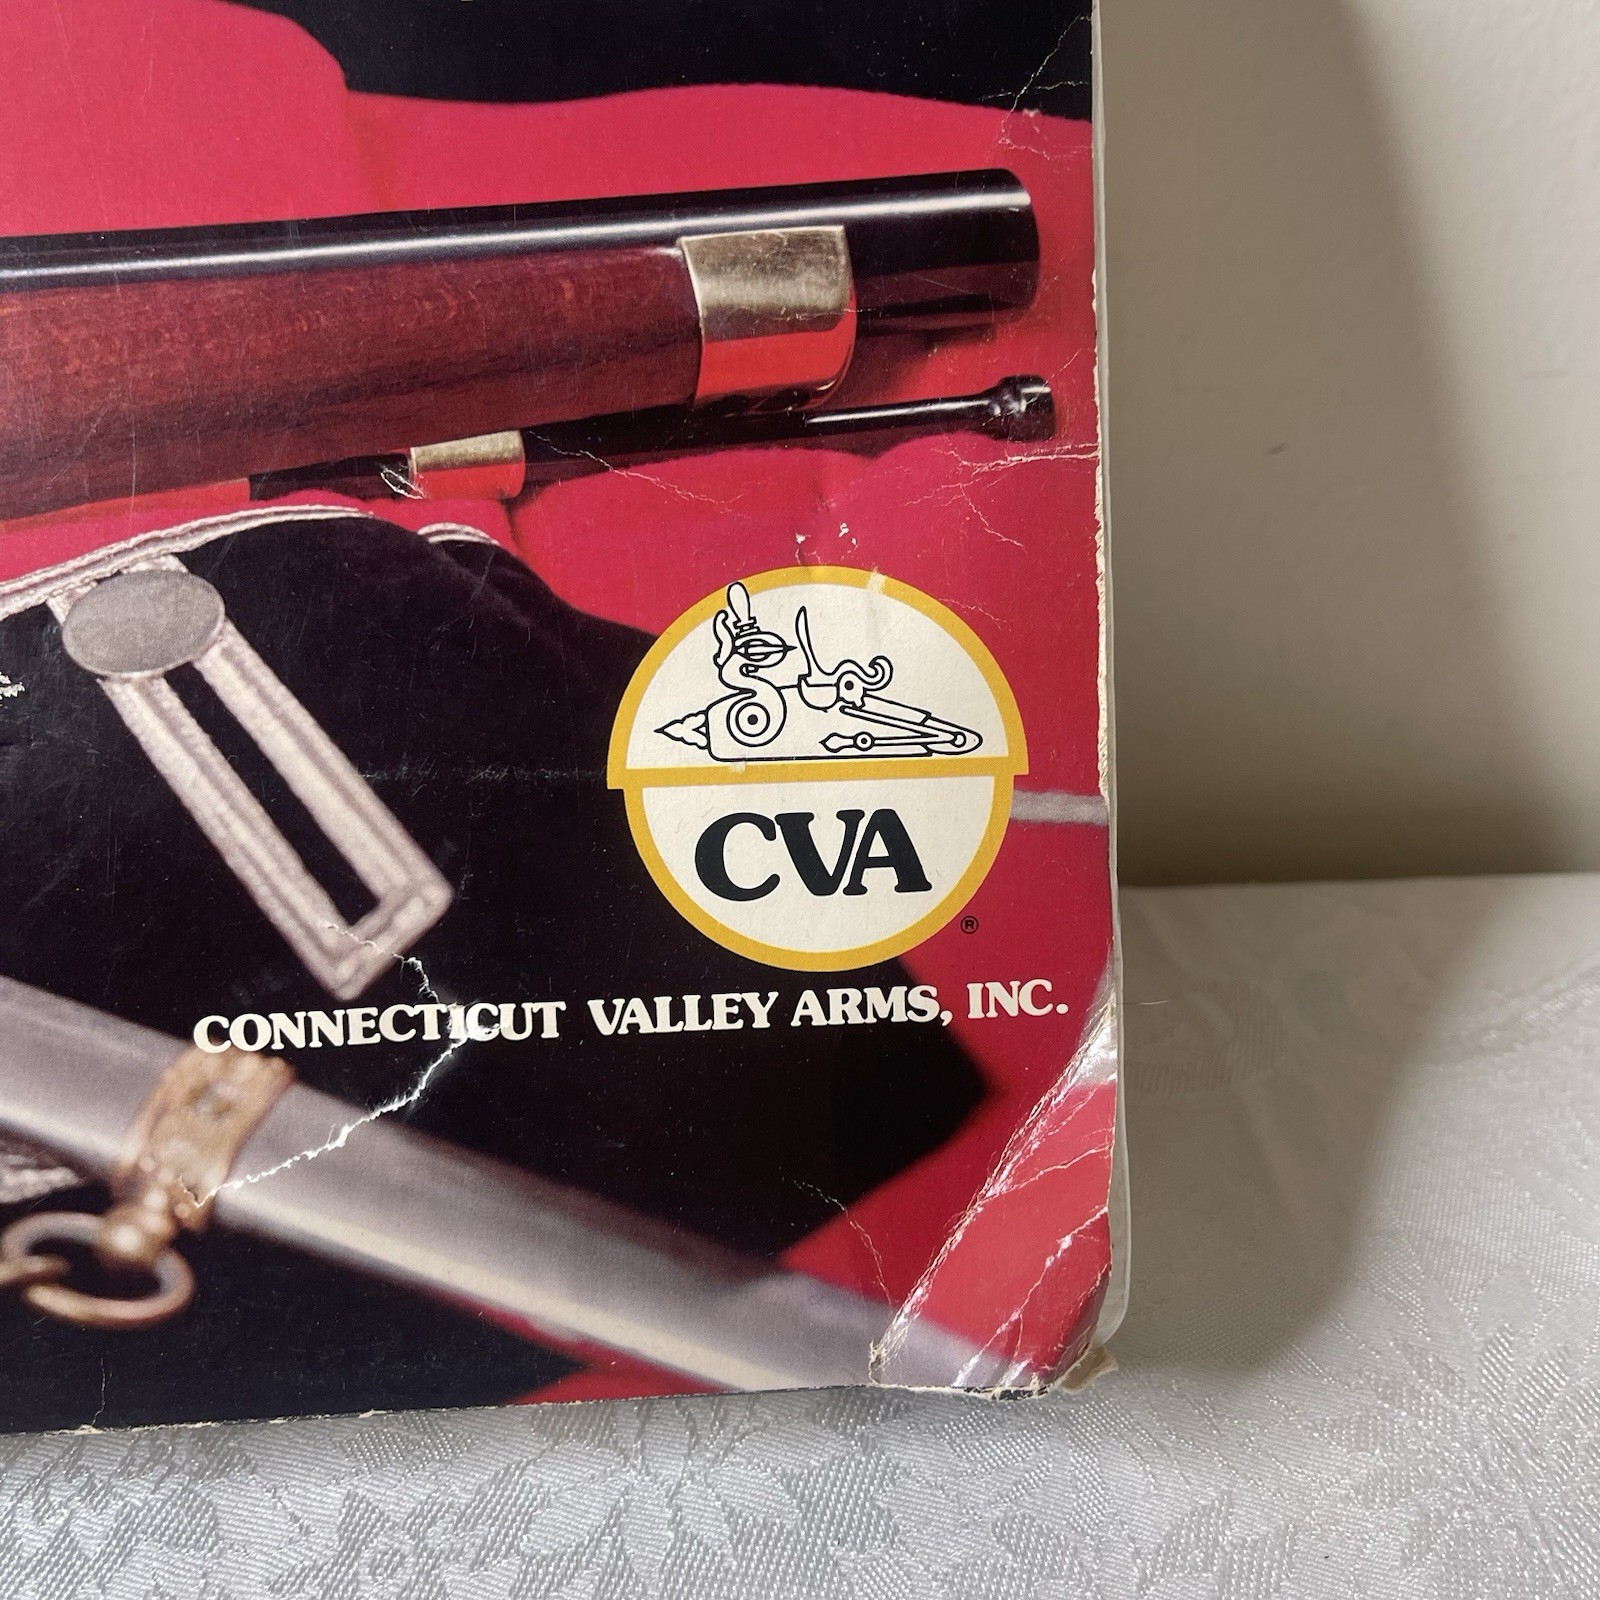 CVA
®
CONNECTICUT VALLEY ARMS, INC.